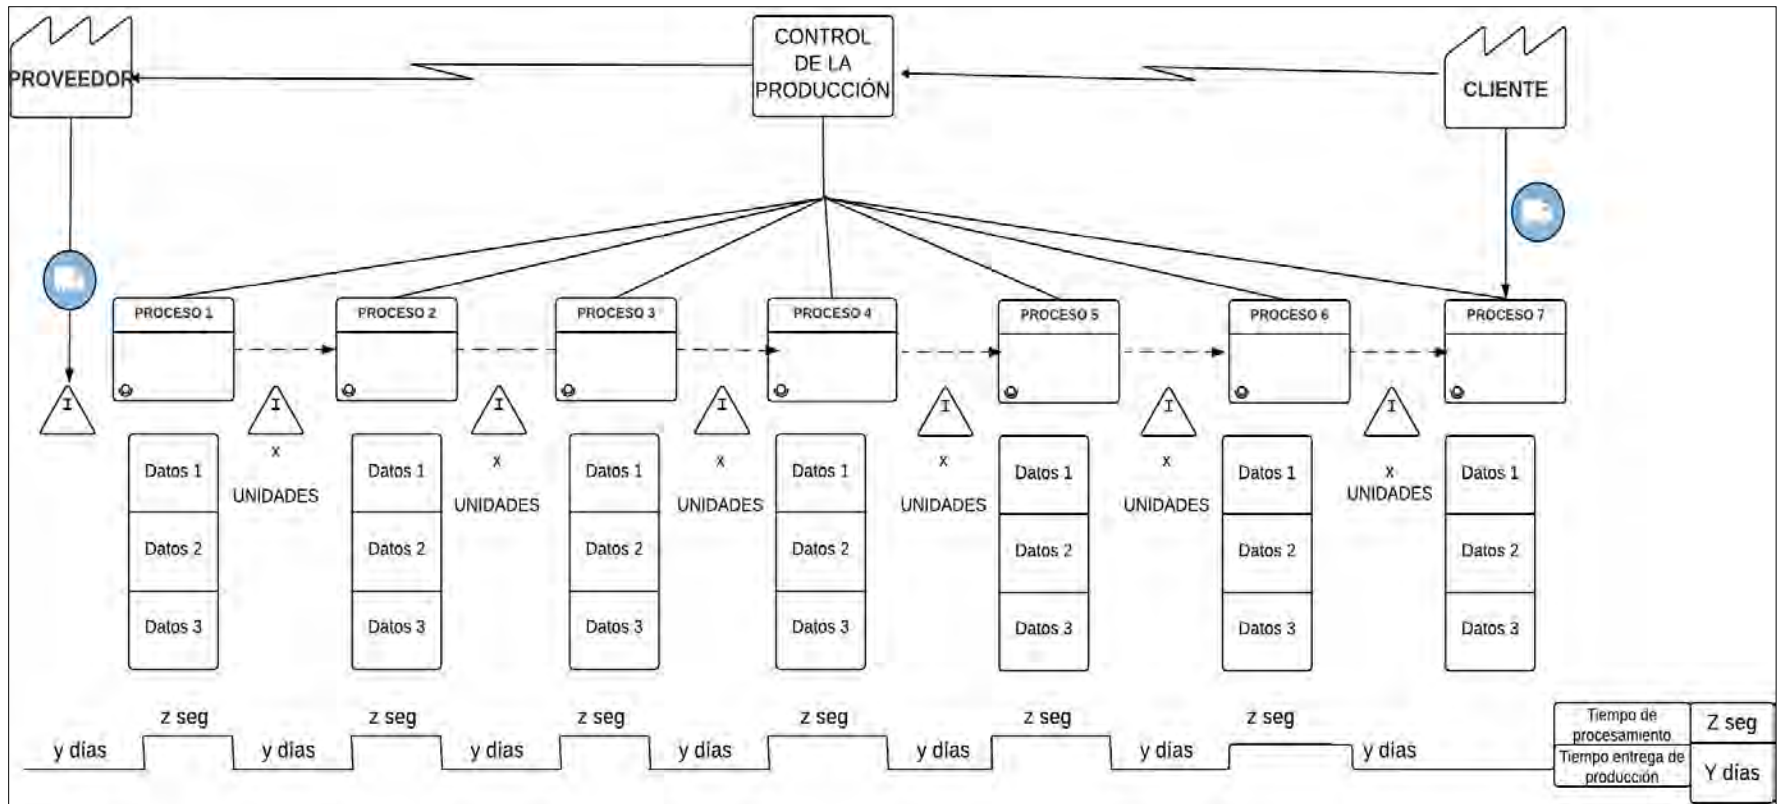 PROVEEDOR
CONTROL
DE LA
PRODUCCIÓN
CLIENTE
PROCESO 1
PROCESO 2
PROCESO 3
PROCESO 4
PROCESO 5
PROCESO 6
PROCESO 7
I
I
I
I
I
I
I
x
UNIDADES
x
UNIDADES
x
UNIDADES
x
UNIDADES
x
UNIDADES
x
UNIDADES
Datos 1
Datos 2
Datos 3
Datos 1
Datos 2
Datos 3
Datos 1
Datos 2
Datos 3
Datos 1
Datos 2
Datos 3
Datos 1
Datos 2
Datos 3
Datos 1
Datos 2
Datos 3
Datos 1
Datos 2
Datos 3
y días
z seg
y días
z seg
y días
z seg
y días
z seg
y días
z seg
y días
z seg
y días
Tiempo de
procesamiento
Z seg
Tiempo entrega de
producción
Y días